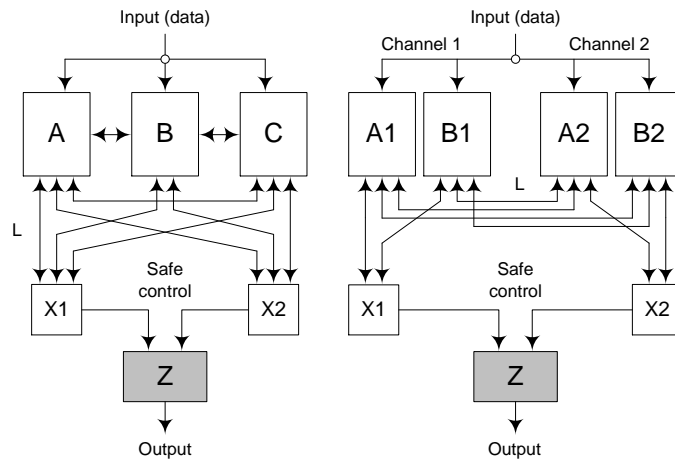 Input (data)
A
B
C
L
X1
Safe
control
X2
Z
Output
Input (data)
Channel 1
Channel 2
A1
B1
A2
B2
L
X1
Safe
control
X2
Z
Output